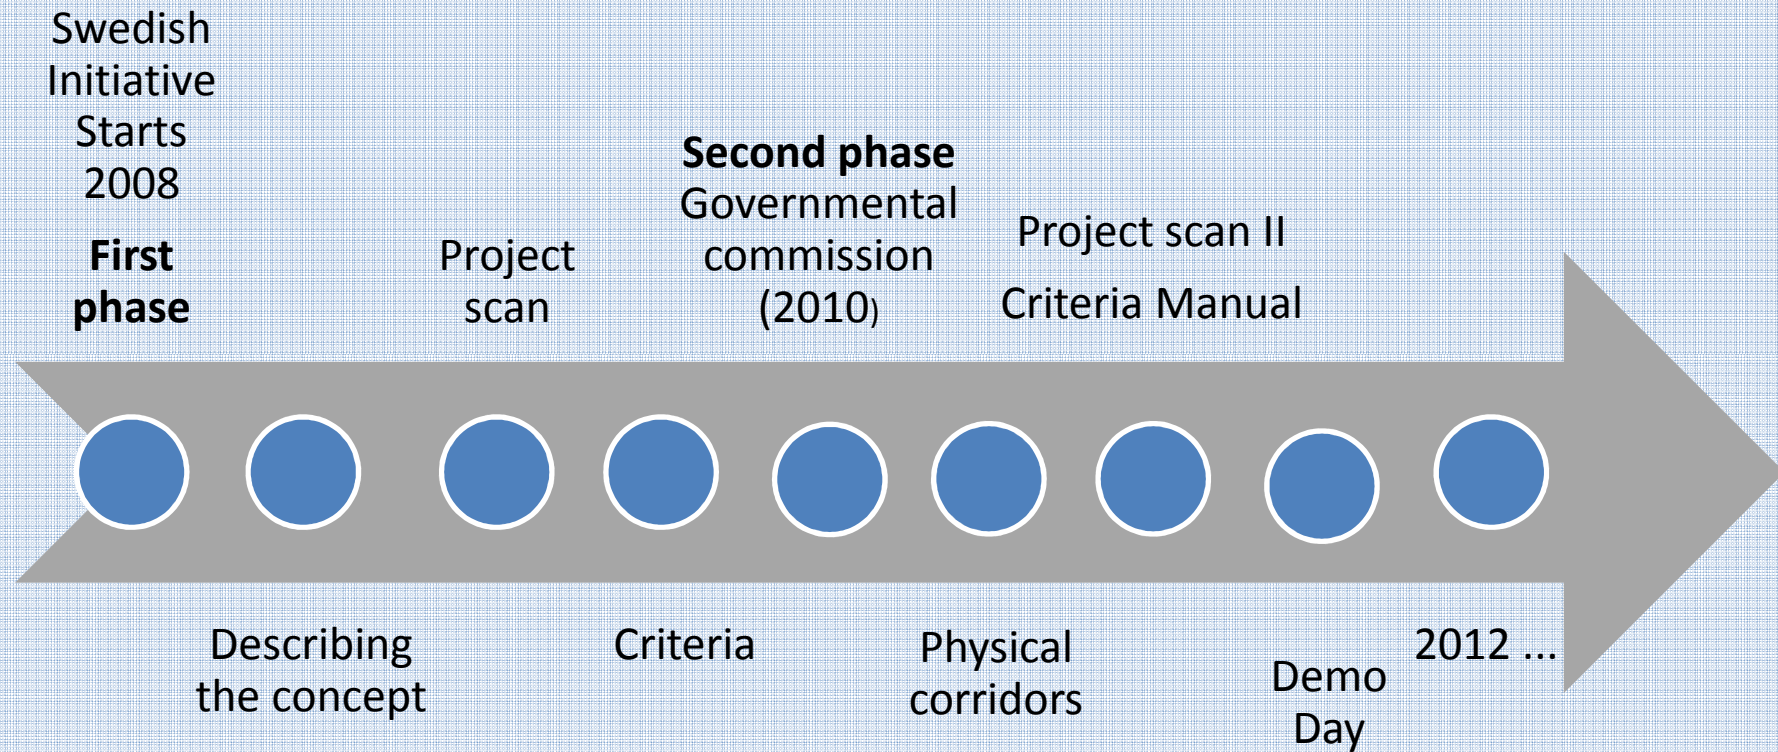 Swedish
Initiative
Starts
2008
First
phase
Project
scan
Second phase
Governmental
commission
(2010)
Project scan II
Criteria Manual
Describing
the concept
Criteria
Physical
corridors
Demo
Day
2012 ...